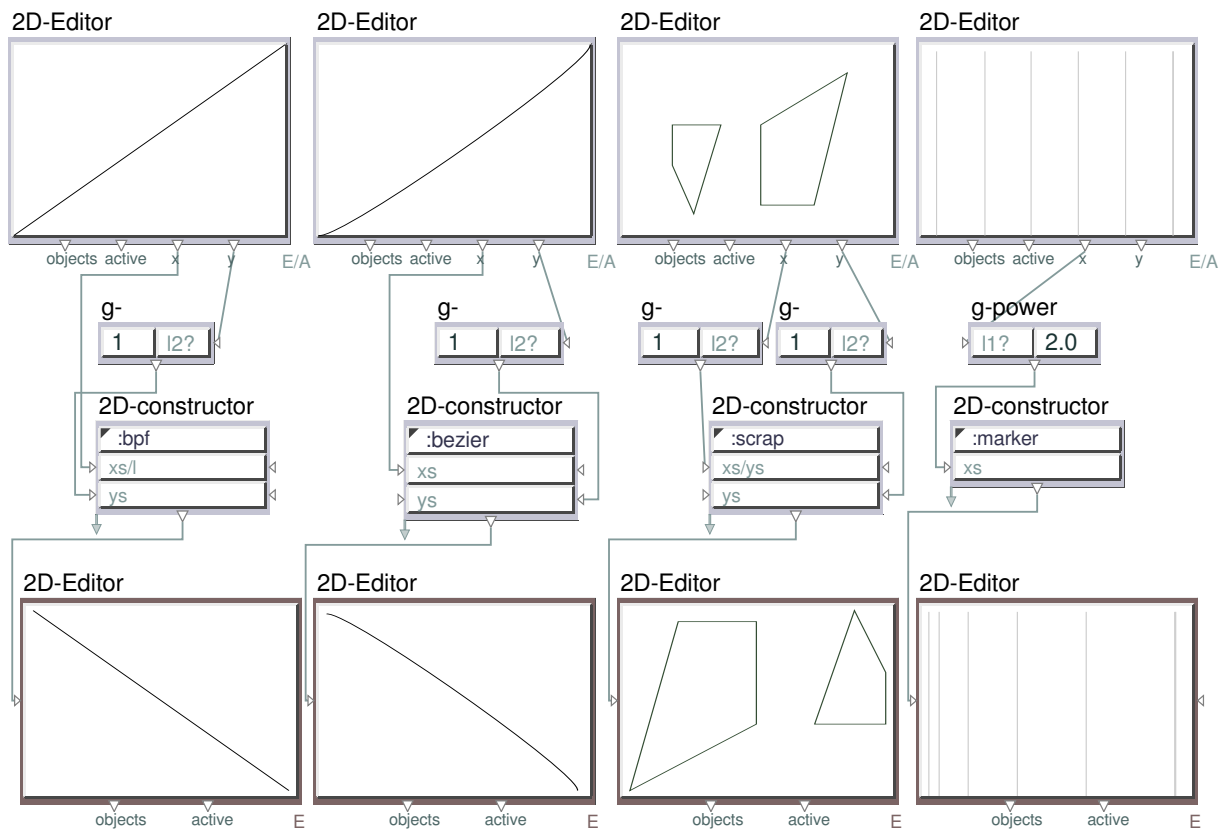 2D-Editor 2D-Editor 2D-Editor 2D-Editor
objects active x y E/A objects active x y E/A objects active x y E/A objects active x y E/A
g- g- g- g- g-power
1 l2? 1 l2? 1 l2? 1 l2? l1? 2.0
2D-constructor 2D-constructor 2D-constructor 2D-constructor
:bpf :bezier :scrap :marker
xs/l xs xs/ys xs
ys ys ys
2D-Editor 2D-Editor 2D-Editor 2D-Editor
objects active E objects active E objects active E objects active E